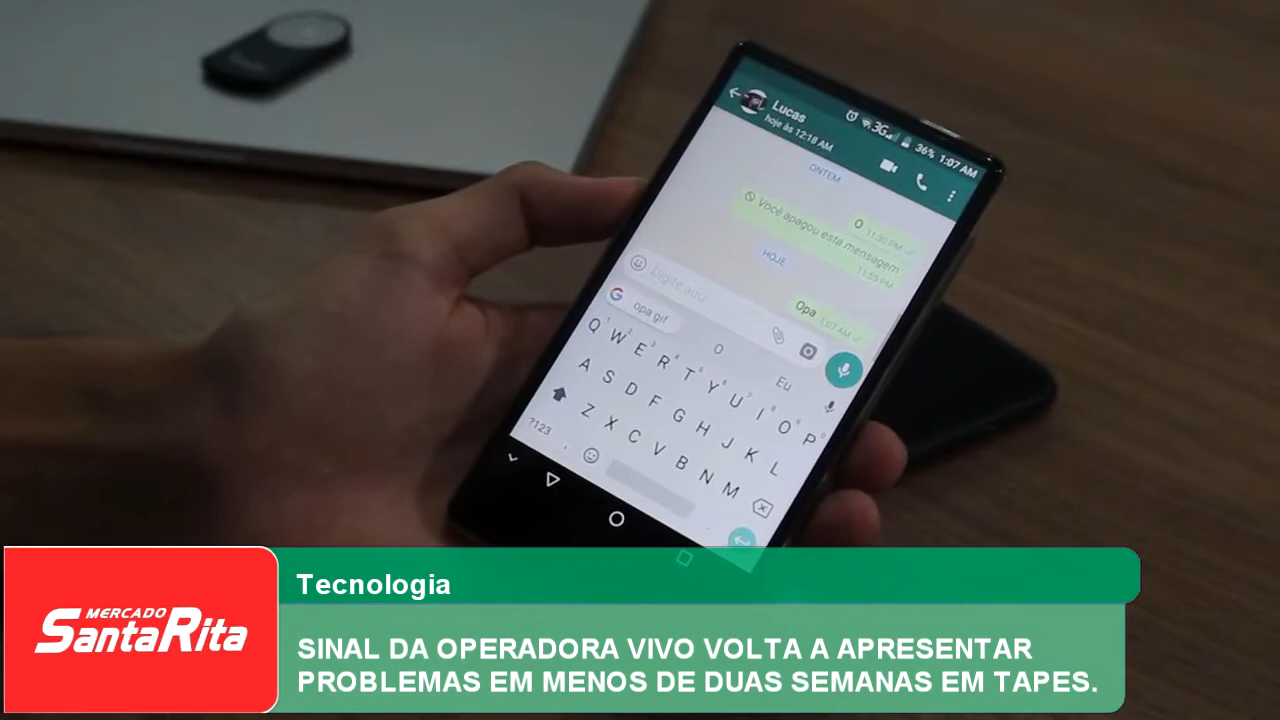 Lucas
hoje às 12:18 AM
3G 36% 1:07 AM
ONTEM
O 11:30 PM
Você apagou esta mensagem
11:55 PM
HOJE
Opa 1:07 AM
Digite aqui
opa gif
O
Eu
Q W E R T Y U I O P
A S D F G H J K L
Z X C V B N M
?123
Tecnologia
MERCADO
SantaRita
SINAL DA OPERADORA VIVO VOLTA A APRESENTAR
PROBLEMAS EM MENOS DE DUAS SEMANAS EM TAPES.